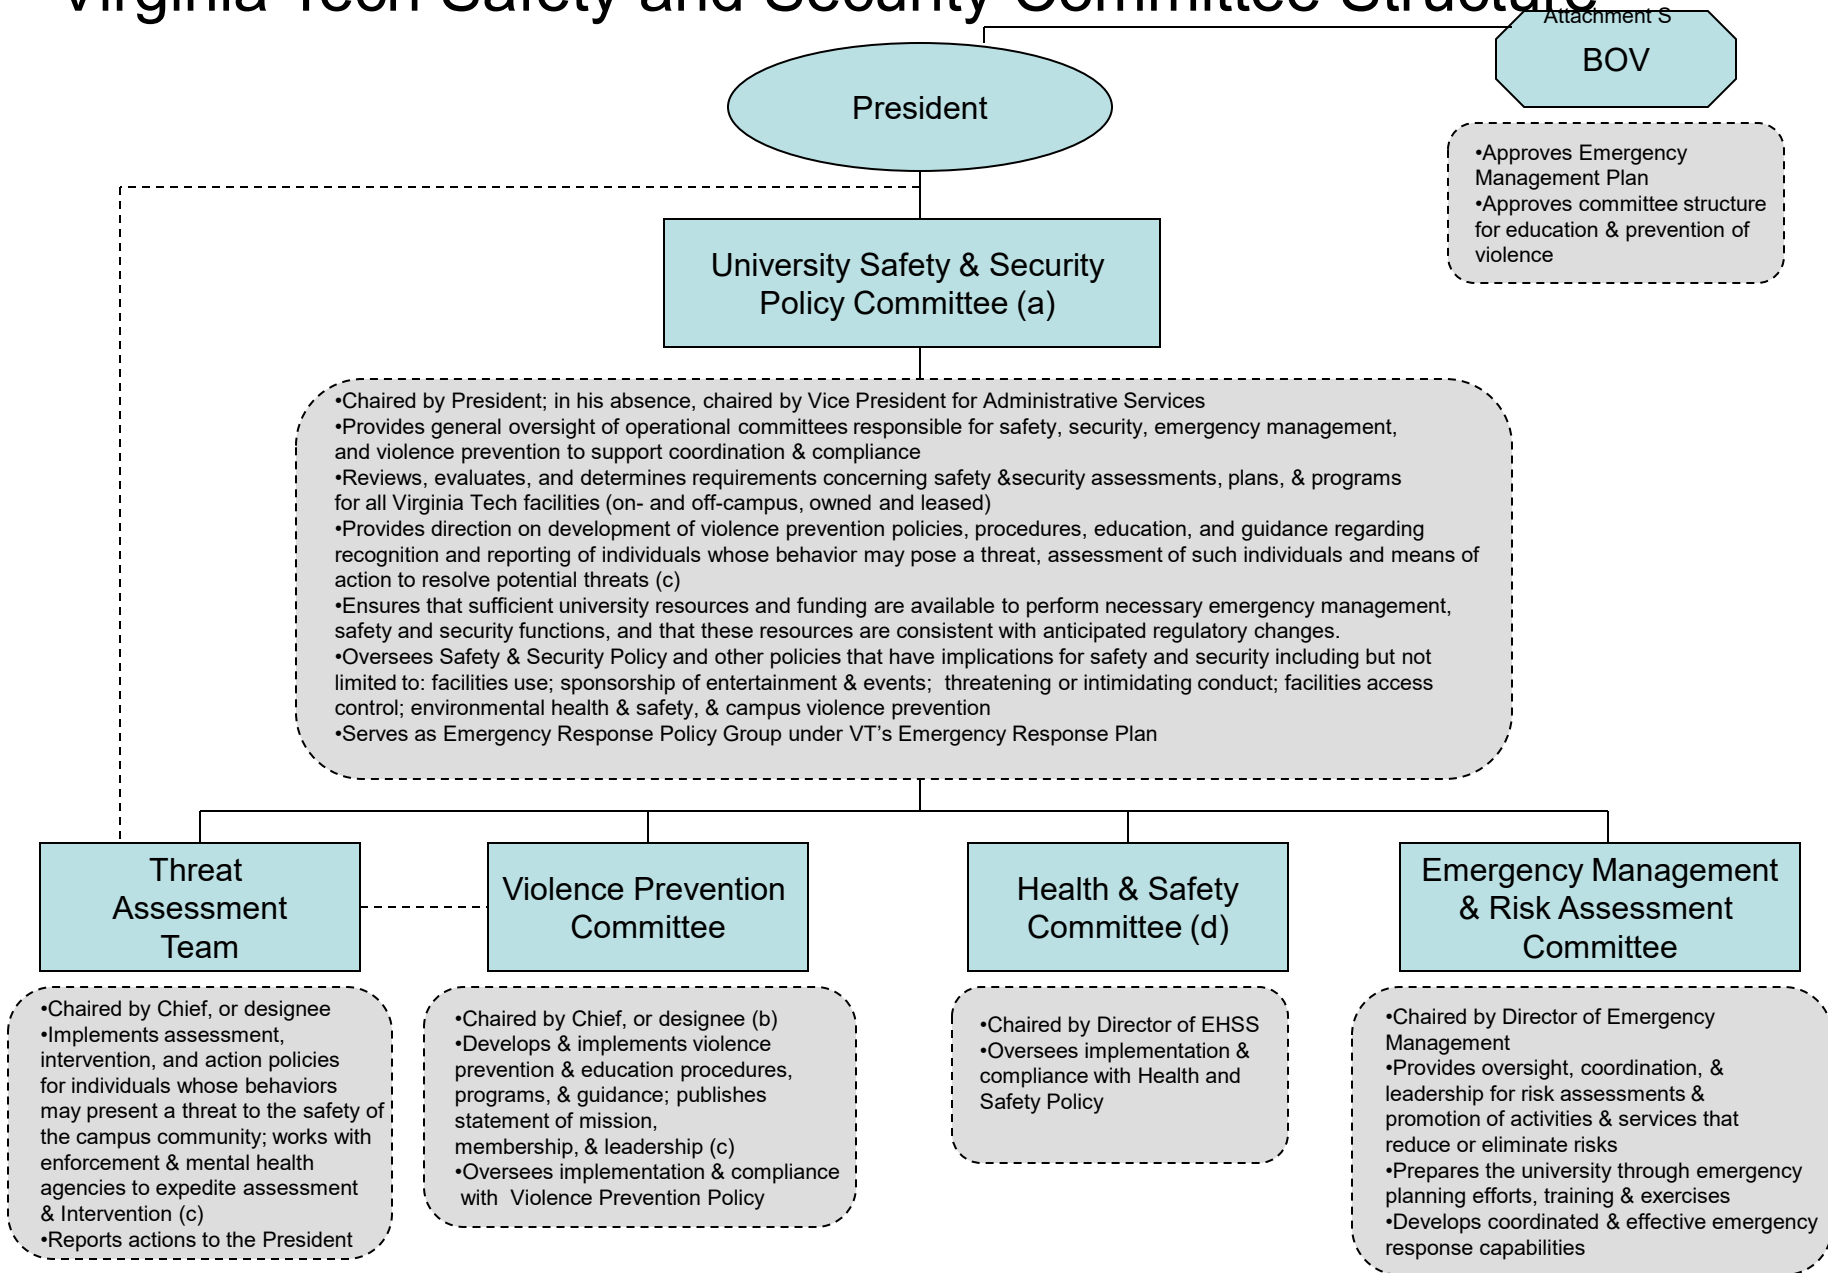 Virginia Tech Safety and Security Committee Structure
Attachment S
BOV
President
•Approves Emergency
Management Plan
•Approves committee structure
for education & prevention of
violence
University Safety & Security
Policy Committee (a)
•Chaired by President; in his absence, chaired by Vice President for Administrative Services
•Provides general oversight of operational committees responsible for safety, security, emergency management,
and violence prevention to support coordination & compliance
•Reviews, evaluates, and determines requirements concerning safety &security assessments, plans, & programs
for all Virginia Tech facilities (on- and off-campus, owned and leased)
•Provides direction on development of violence prevention policies, procedures, education, and guidance regarding
recognition and reporting of individuals whose behavior may pose a threat, assessment of such individuals and means of
action to resolve potential threats (c)
•Ensures that sufficient university resources and funding are available to perform necessary emergency management,
safety and security functions, and that these resources are consistent with anticipated regulatory changes.
•Oversees Safety & Security Policy and other policies that have implications for safety and security including but not
limited to: facilities use; sponsorship of entertainment & events;  threatening or intimidating conduct; facilities access
control; environmental health & safety, & campus violence prevention
•Serves as Emergency Response Policy Group under VT’s Emergency Response Plan
Threat
Assessment
Team
•Chaired by Chief, or designee
•Implements assessment,
intervention, and action policies
for individuals whose behaviors
may present a threat to the safety of
the campus community; works with
enforcement & mental health
agencies to expedite assessment
& Intervention (c)
•Reports actions to the President
Violence Prevention
Committee
•Chaired by Chief, or designee (b)
•Develops & implements violence
prevention & education procedures,
programs, & guidance; publishes
statement of mission,
membership, & leadership (c)
•Oversees implementation & compliance
with  Violence Prevention Policy
Health & Safety
Committee (d)
•Chaired by Director of EHSS
•Oversees implementation &
compliance with Health and
Safety Policy
Emergency Management
& Risk Assessment
Committee
•Chaired by Director of Emergency
Management
•Provides oversight, coordination, &
leadership for risk assessments &
promotion of activities & services that
reduce or eliminate risks
•Prepares the university through emergency
planning efforts, training & exercises
•Develops coordinated & effective emergency
response capabilities